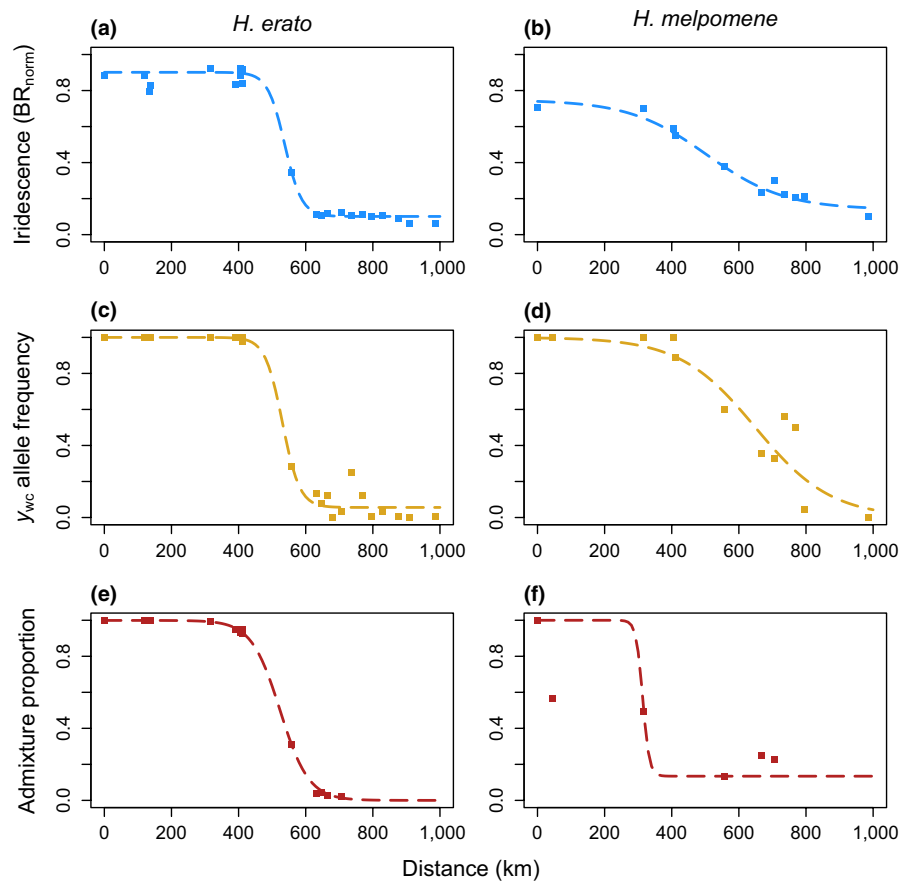 H. erato
H. melpomene
(a)
(b)
Iridescence (BRnorm)
0.0 0.4 0.8
0 200 400 600 800 1,000
0.0 0.4 0.8
0 200 400 600 800 1,000
(c)
(d)
ywc allele frequency
0.0 0.4 0.8
0 200 400 600 800 1,000
0.0 0.4 0.8
0 200 400 600 800 1,000
(e)
(f)
Admixture proportion
0.0 0.4 0.8
0 200 400 600 800 1,000
0.0 0.4 0.8
0 200 400 600 800 1,000
Distance (km)